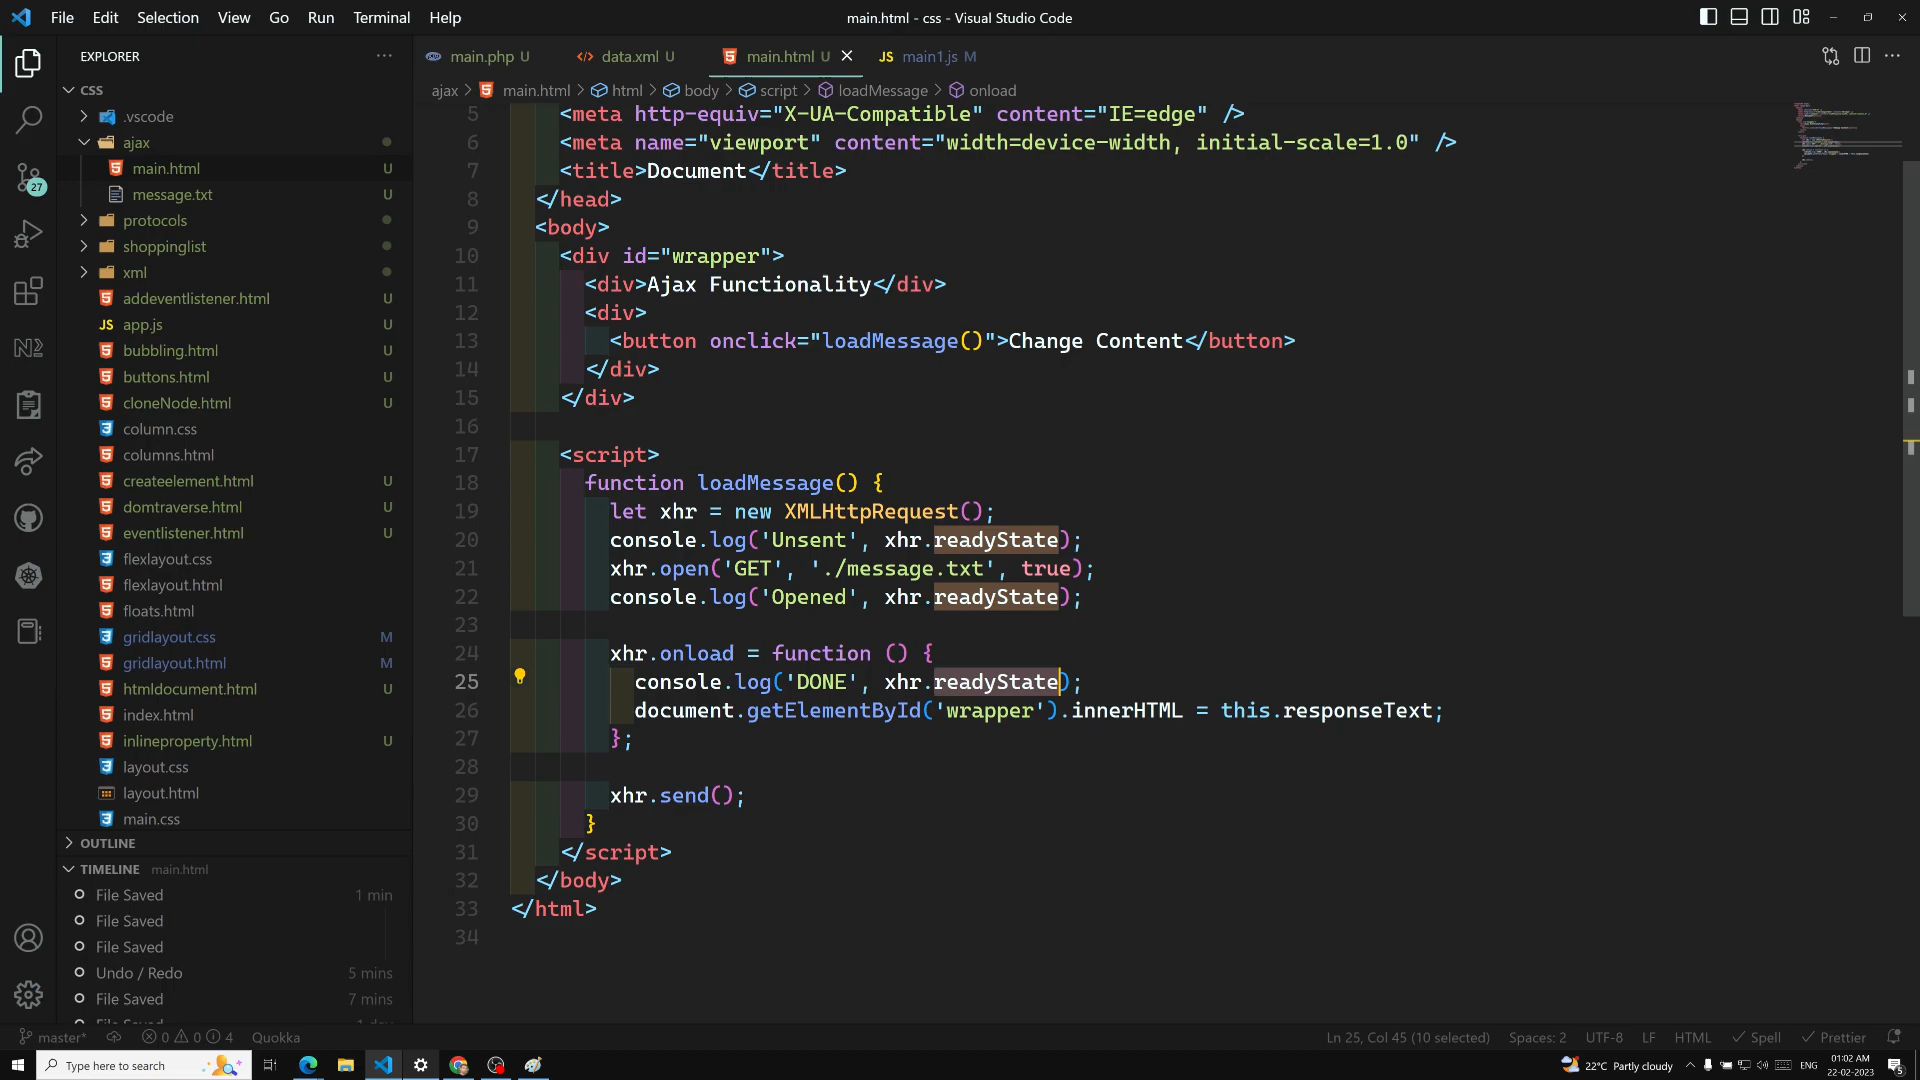 File Edit Selection View Go Run Terminal Help
main.html - css - Visual Studio Code
EXPLORER
CSS
.vscode
ajax
main.html U
message.txt U
protocols
shoppinglist
xml
addeventlistener.html U
app.js U
bubbling.html U
buttons.html U
cloneNode.html U
column.css
columns.html
createelement.html U
domtraverse.html U
eventlistener.html U
flexlayout.css
flexlayout.html
floats.html
gridlayout.css M
gridlayout.html M
htmldocument.html U
index.html
inlineproperty.html U
layout.css
layout.html
main.css
OUTLINE
TIMELINE main.html
File Saved 1 min
File Saved
File Saved
Undo / Redo 5 mins
File Saved 7 mins
27
main.php U data.xml U main.html U main1.js M
ajax > main.html > html > body > script > loadMessage > onload
5 <meta http-equiv="X-UA-Compatible" content="IE=edge" />
6 <meta name="viewport" content="width=device-width, initial-scale=1.0" />
7 <title>Document</title>
8 </head>
9 <body>
10 <div id="wrapper">
11 <div>Ajax Functionality</div>
12 <div>
13 <button onclick="loadMessage()">Change Content</button>
14 </div>
15 </div>
16
17 <script>
18 function loadMessage() {
19 let xhr = new XMLHttpRequest();
20 console.log('Unsent', xhr.readyState);
21 xhr.open('GET', './message.txt', true);
22 console.log('Opened', xhr.readyState);
23
24 xhr.onload = function () {
25 console.log('DONE', xhr.readyState);
26 document.getElementById('wrapper').innerHTML = this.responseText;
27 };
28
29 xhr.send();
30 }
31 </script>
32 </body>
33 </html>
34
master* 0 0 4 Quokka
Ln 25, Col 45 (10 selected) Spaces: 2 UTF-8 LF HTML Spell Prettier
Type here to search
22°C Partly cloudy ENG 01:02 AM
22-02-2023 5